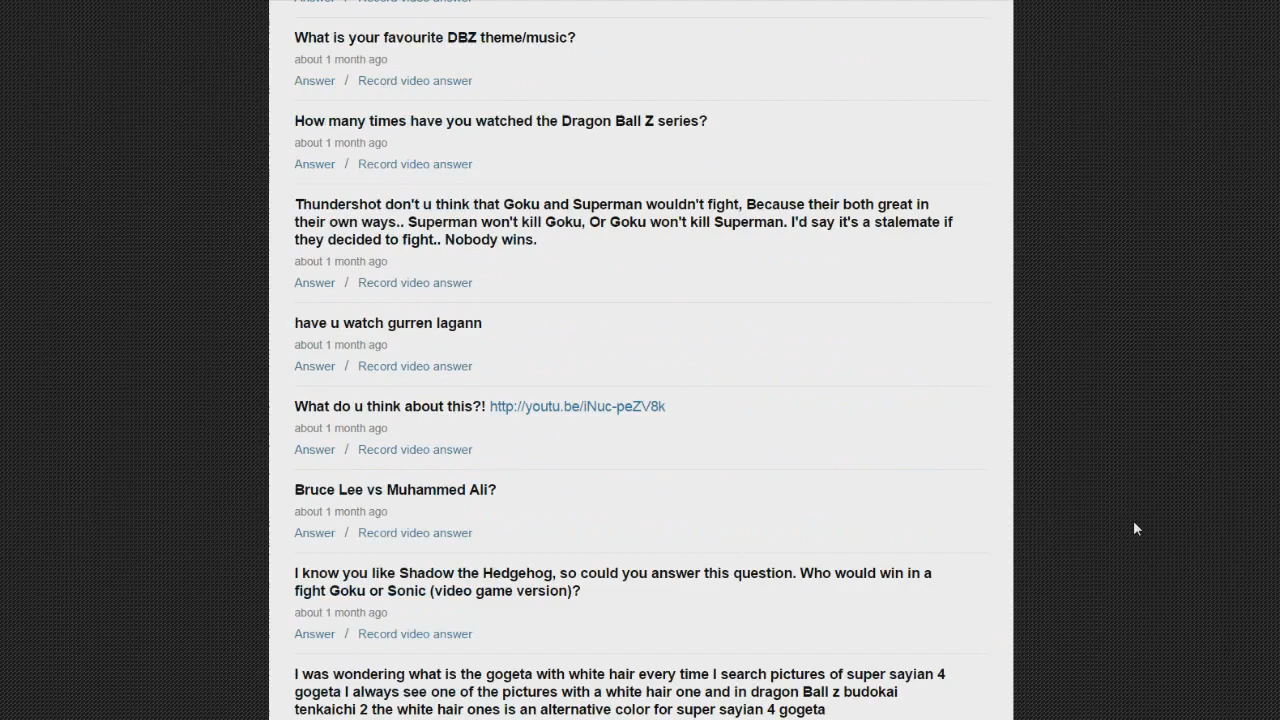 Answer / Record video answer
What is your favourite DBZ theme/music?
about 1 month ago
Answer / Record video answer
How many times have you watched the Dragon Ball Z series?
about 1 month ago
Answer / Record video answer
Thundershot don't u think that Goku and Superman wouldn't fight, Because their both great in
their own ways.. Superman won't kill Goku, Or Goku won't kill Superman. I'd say it's a stalemate if
they decided to fight.. Nobody wins.
about 1 month ago
Answer / Record video answer
have u watch gurren lagann
about 1 month ago
Answer / Record video answer
What do u think about this?! http://youtu.be/iNuc-peZV8k
about 1 month ago
Answer / Record video answer
Bruce Lee vs Muhammed Ali?
about 1 month ago
Answer / Record video answer
I know you like Shadow the Hedgehog, so could you answer this question. Who would win in a
fight Goku or Sonic (video game version)?
about 1 month ago
Answer / Record video answer
I was wondering what is the gogeta with white hair every time I search pictures of super sayian 4
gogeta I always see one of the pictures with a white hair one and in dragon Ball z budokai
tenkaichi 2 the white hair ones is an alternative color for super sayian 4 gogeta